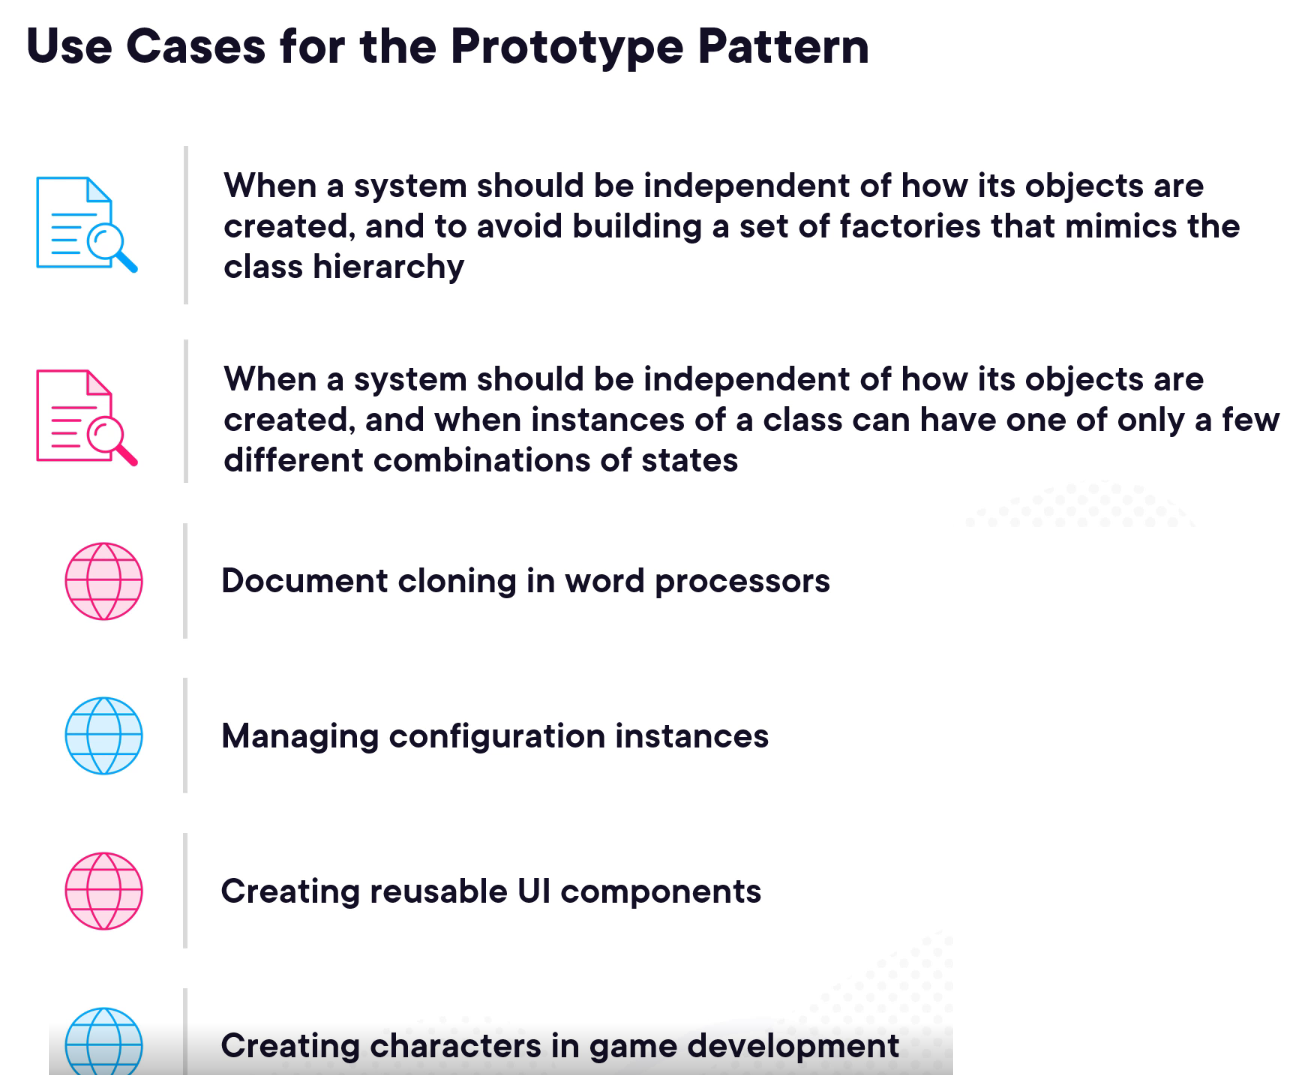 Use Cases for the Prototype Pattern
When a system should be independent of how its objects are
created, and to avoid building a set of factories that mimics the
class hierarchy
When a system should be independent of how its objects are
created, and when instances of a class can have one of only a few
different combinations of states
Document cloning in word processors
Managing configuration instances
Creating reusable UI components
Creating characters in game development